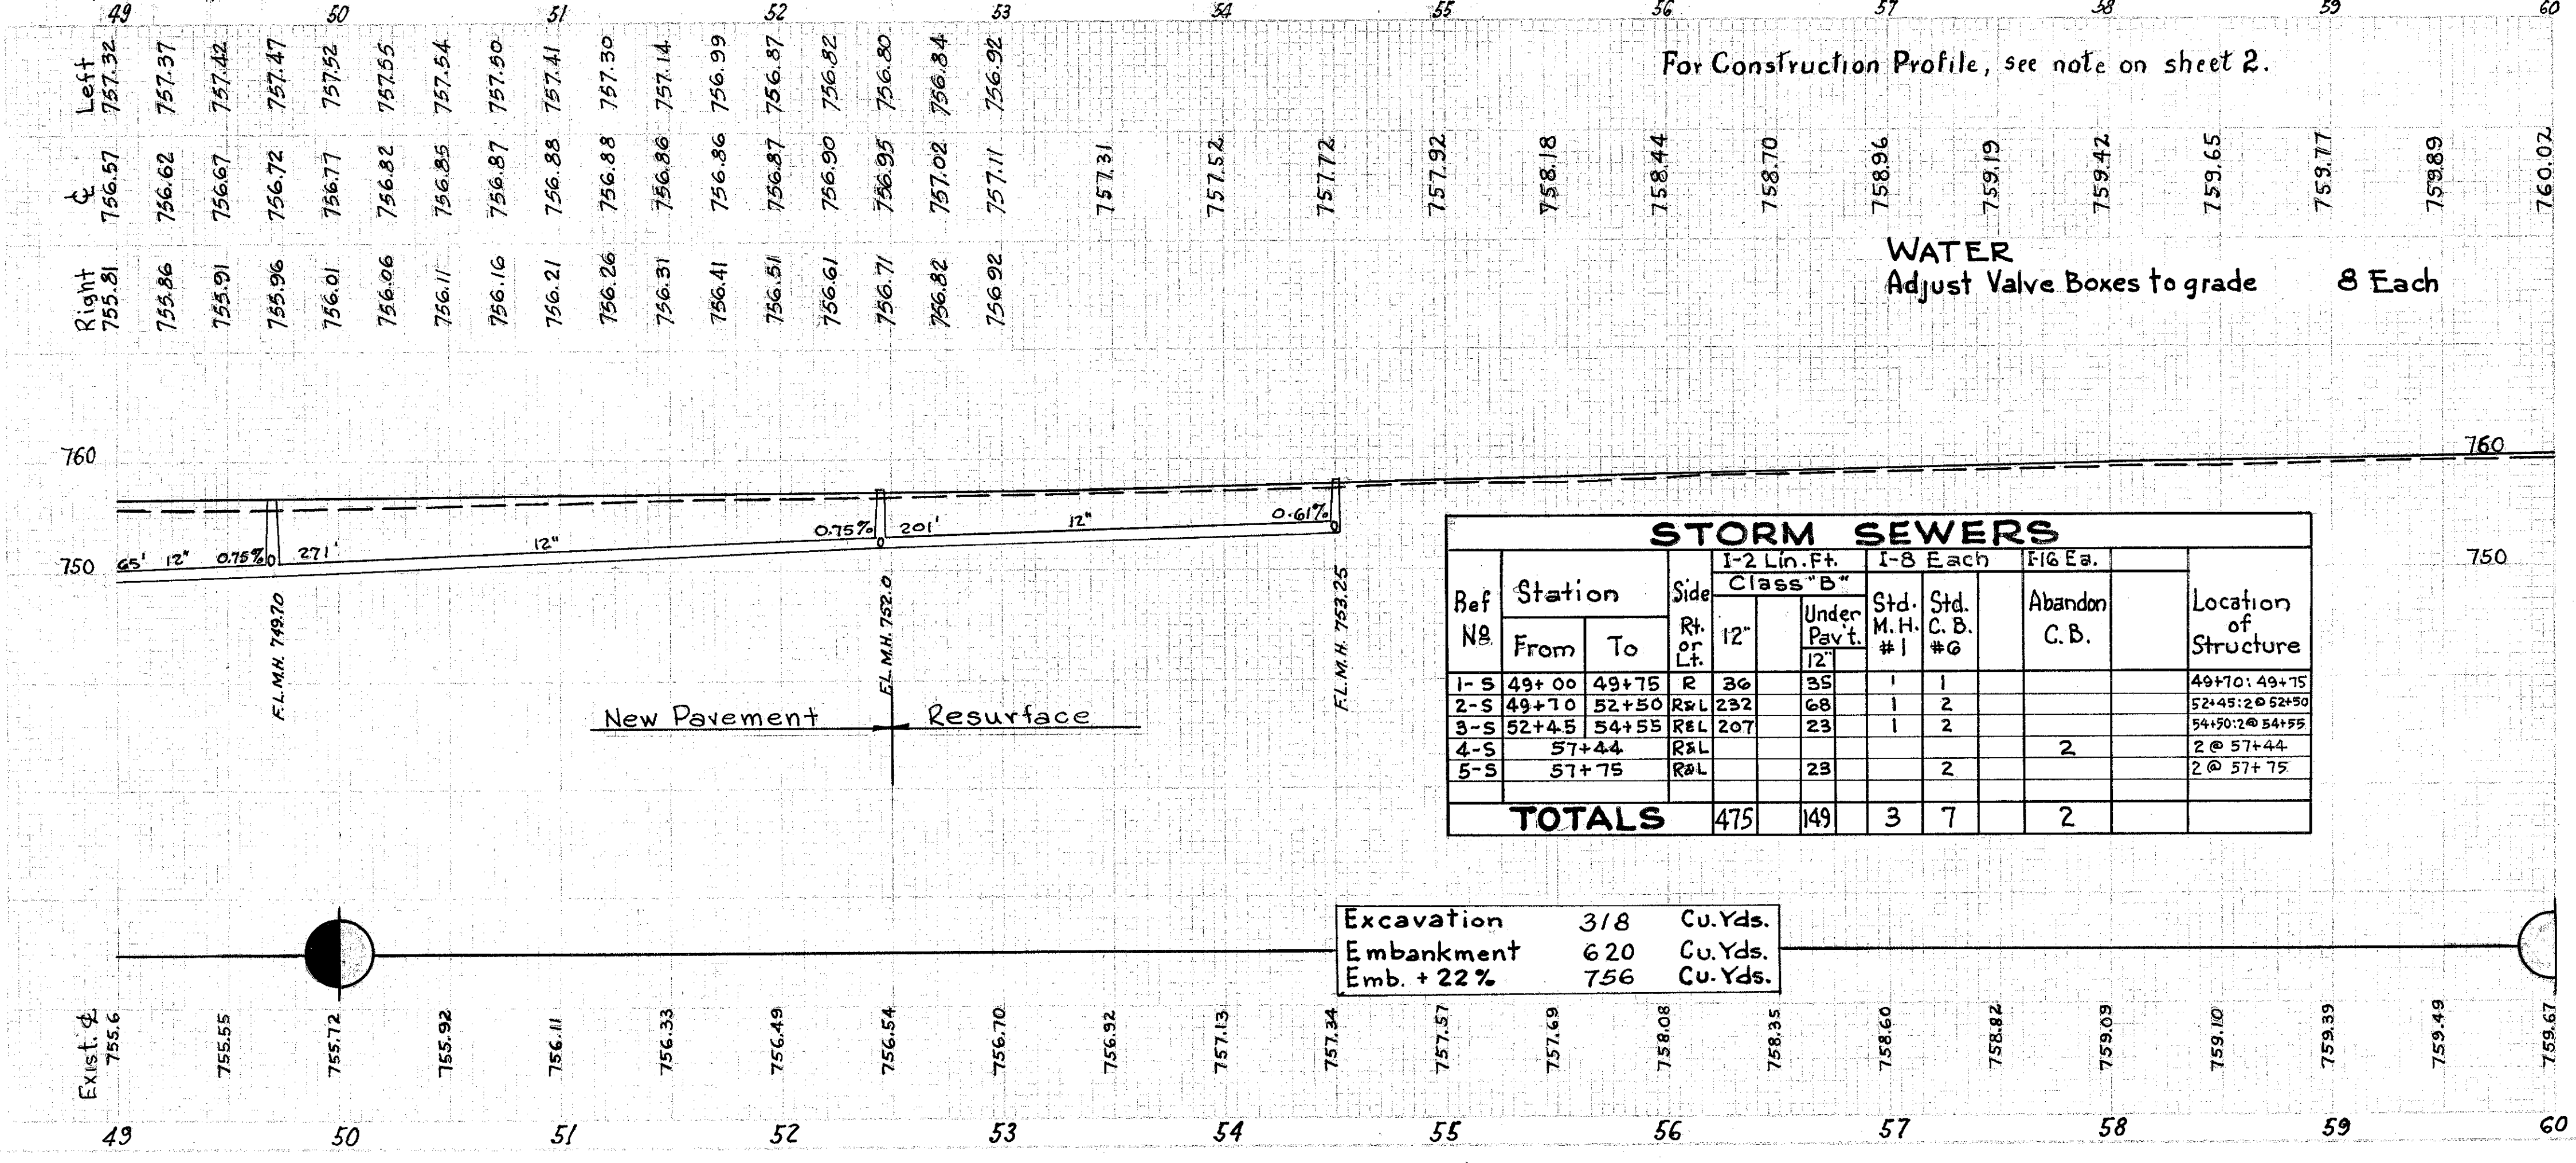 49 50 51 52 53 54 55 56 57 58 59 60
Left 757.32 757.37 757.42 757.47 757.52 757.55 757.54 757.50 757.41 757.30 757.14 756.99 756.87 756.82 756.80 756.84 756.92
For Construction Profile, see note on sheet 2.
℄ 756.57 756.62 756.67 756.72 756.77 756.82 756.85 756.87 756.88 756.88 756.86 756.86 756.87 756.90 756.95 757.02 757.11 757.31 757.52 757.72 757.92 758.18 758.44 758.70 758.96 759.19 759.42 759.65 759.77 759.89 760.02
Right 755.81 755.86 755.91 755.96 756.01 756.06 756.11 756.16 756.21 756.26 756.31 756.41 756.51 756.61 756.71 756.82 756.92
WATER
Adjust Valve Boxes to grade 8 Each
760 760
65' 12" 0.75% 271' 12" 0.75% 201' 12" 0.61%
750 750
F.L.M.H. 749.70
F.L.M.H. 752.0
F.L.M.H. 753.25
New Pavement Resurface
STORM SEWERS
Ref No. Station From To Side Rt. or Lt. I-2 Lin. Ft. Class "B" 12" Under Pav't. 12" I-8 Each Std. M.H. #1 Std. C.B. #6 I-16 Ea. Abandon C.B. Location of Structure
1-S 49+00 49+75 R 36 35 1 1 49+70: 49+75
2-S 49+70 52+50 R&L 232 68 1 2 52+45:2@52+50
3-S 52+45 54+55 R&L 207 23 1 2 54+50:2@54+55
4-S 57+44 R&L 2 2@57+44
5-S 57+75 R&L 23 2 2@57+75
TOTALS 475 149 3 7 2
Excavation 318 Cu.Yds.
Embankment 620 Cu.Yds.
Emb. + 22% 756 Cu.Yds.
Exist. ℄ 755.6 755.55 755.72 755.92 756.11 756.33 756.49 756.54 756.70 756.92 757.13 757.34 757.57 757.69 758.08 758.35 758.60 758.82 759.09 759.10 759.39 759.49 759.67
49 50 51 52 53 54 55 56 57 58 59 60